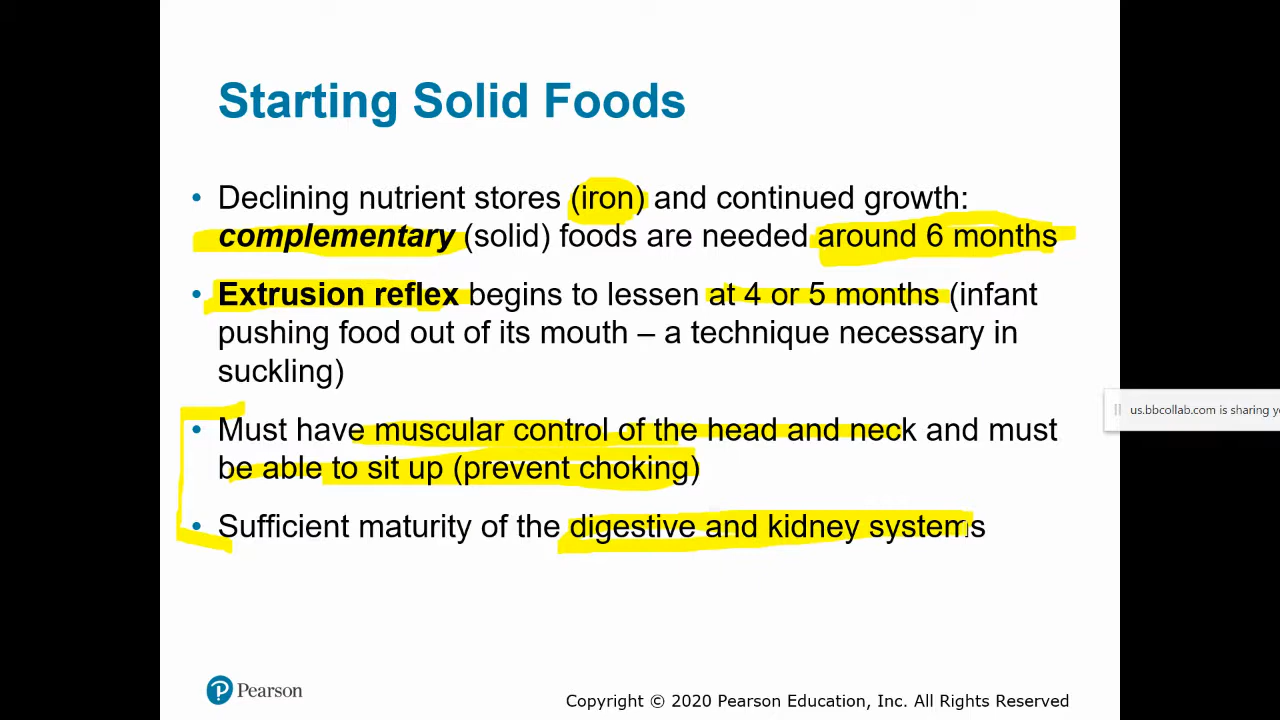 Starting Solid Foods
• Declining nutrient stores (iron) and continued growth:
complementary (solid) foods are needed around 6 months
• Extrusion reflex begins to lessen at 4 or 5 months (infant
pushing food out of its mouth – a technique necessary in
suckling)
• Must have muscular control of the head and neck and must
be able to sit up (prevent choking)
• Sufficient maturity of the digestive and kidney systems
us.bbcollab.com is sharing
Pearson
Copyright © 2020 Pearson Education, Inc. All Rights Reserved